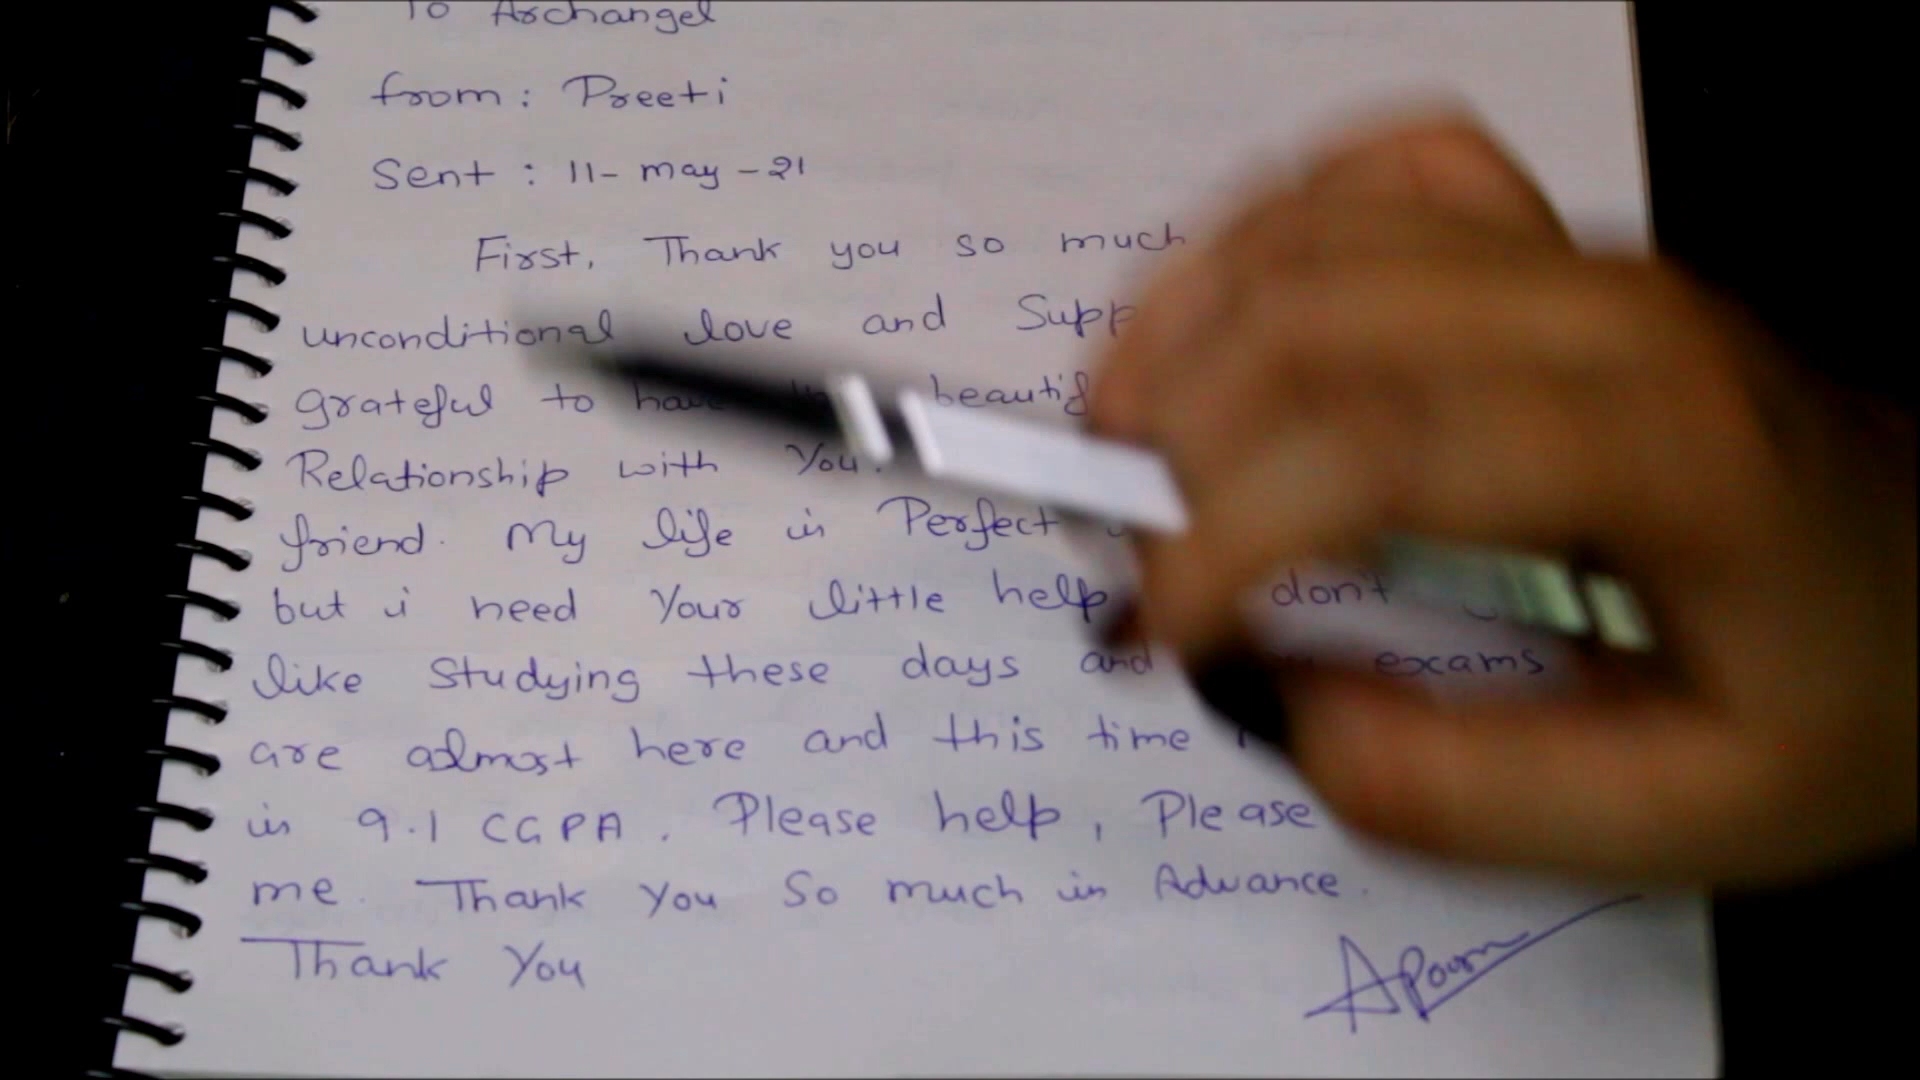 To Archangel
from: Preeti
Sent: 11-may-21
First, Thank you so much
unconditional love and
grateful to have
Relationship with You.
friend. My life is Perfect
but i need Your little help don't
like studying these days and exams
are almost here and this time
is 9.1 CGPA. Please help, Please
me. Thank You So much in Advance.
Thank You